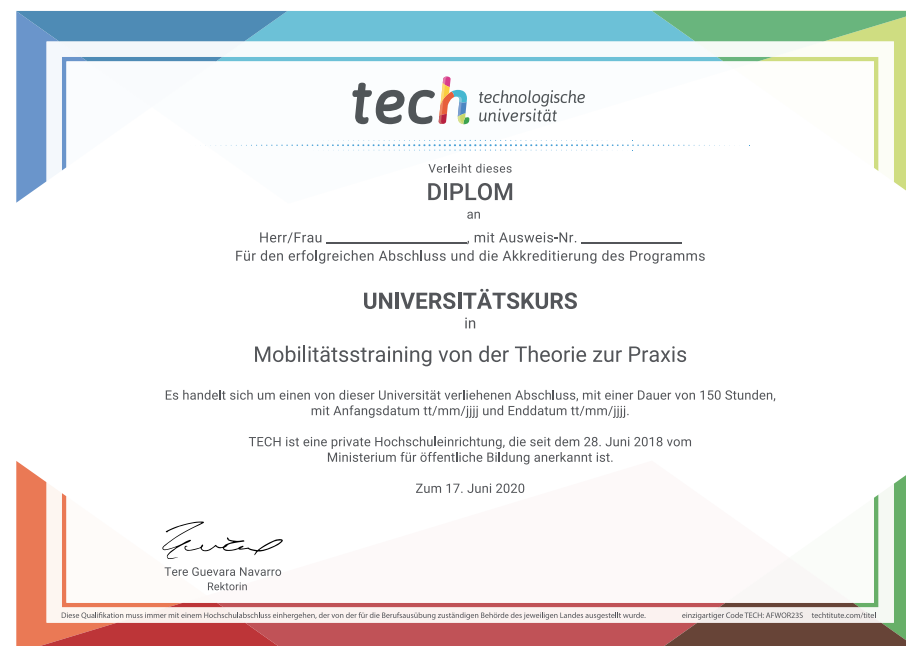 tech technologische
universität
Verleiht dieses
DIPLOM
an
Herr/Frau ____________________, mit Ausweis-Nr. ______________
Für den erfolgreichen Abschluss und die Akkreditierung des Programms
UNIVERSITÄTSKURS
in
Mobilitätsstraining von der Theorie zur Praxis
Es handelt sich um einen von dieser Universität verliehenen Abschluss, mit einer Dauer von 150 Stunden,
mit Anfangsdatum tt/mm/jjjj und Enddatum tt/mm/jjjj.
TECH ist eine private Hochschuleinrichtung, die seit dem 28. Juni 2018 vom
Ministerium für öffentliche Bildung anerkannt ist.
Zum 17. Juni 2020
Tere Guevara Navarro
Rektorin
Diese Qualifikation muss immer mit einem Hochschulabschluss einhergehen, der von der für die Berufsausübung zuständigen Behörde des jeweiligen Landes ausgestellt wurde. einzigartiger Code TECH: AFWOR23S techtitute.com/titel